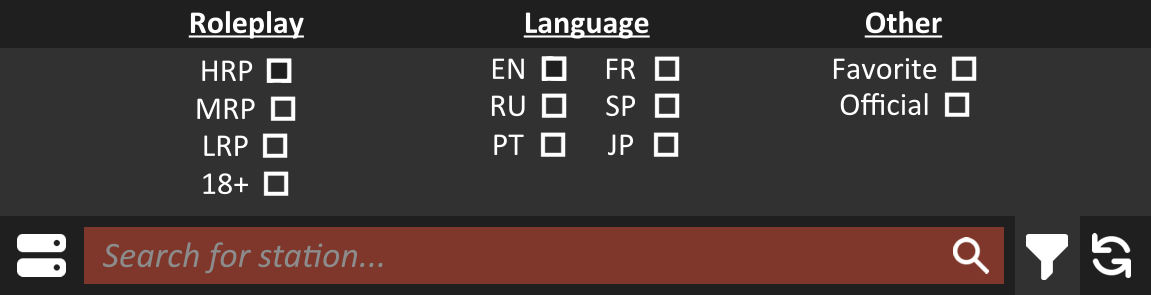 Roleplay Language Other
HRP EN FR Favorite
MRP RU SP Official
LRP PT JP
18+
Search for station...